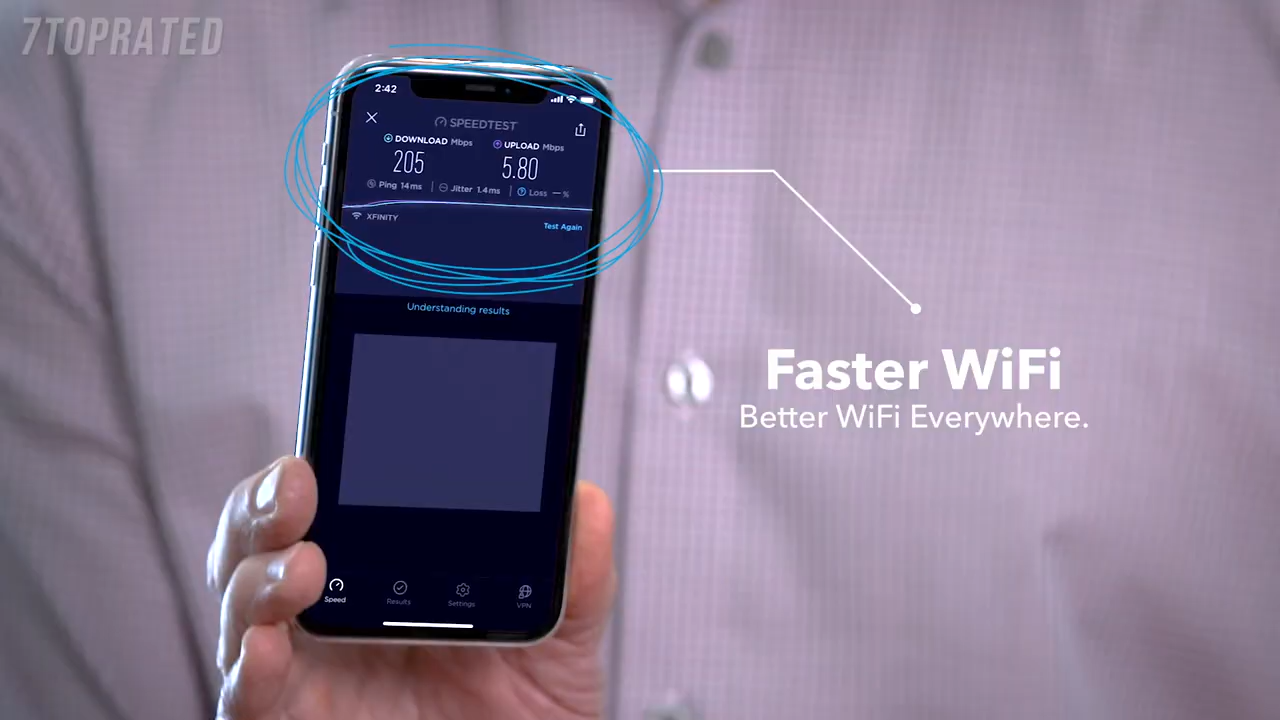 7TOPRATED
2:42
SPEEDTEST
DOWNLOAD Mbps
UPLOAD Mbps
205
5.80
Ping 14ms
Jitter 1.4ms
Loss — %
XFINITY
Test Again
Understanding results
Speed
Results
Settings
VPN
Faster WiFi
Better WiFi Everywhere.